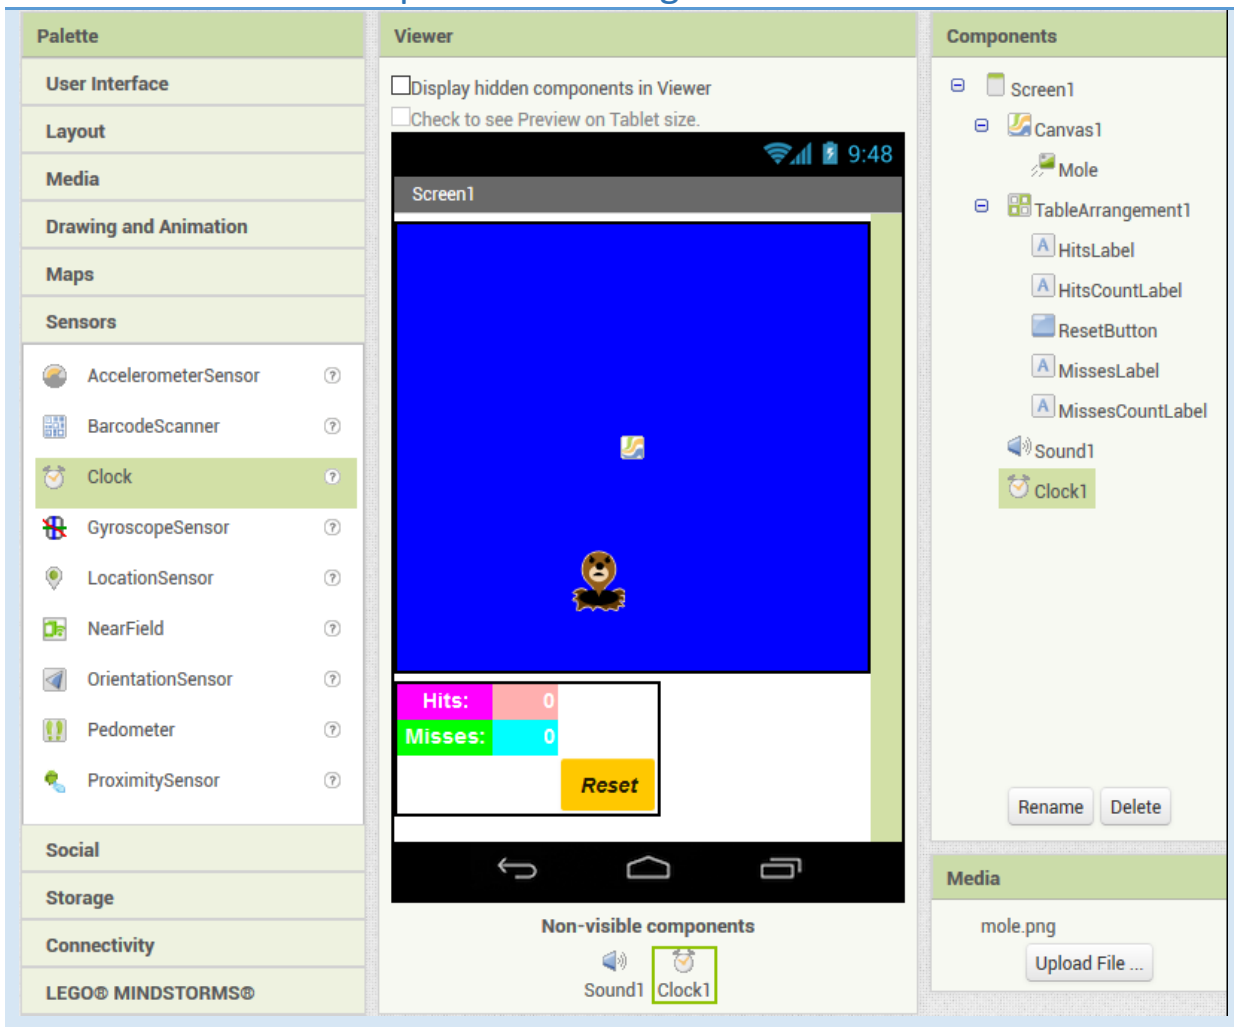 Palette
User Interface
Layout
Media
Drawing and Animation
Maps
Sensors
AccelerometerSensor ?
BarcodeScanner ?
Clock ?
GyroscopeSensor ?
LocationSensor ?
NearField ?
OrientationSensor ?
Pedometer ?
ProximitySensor ?
Social
Storage
Connectivity
LEGO® MINDSTORMS®
Viewer
Display hidden components in Viewer
Check to see Preview on Tablet size.
9:48
Screen1
Hits: 0
Misses: 0
Reset
Non-visible components
Sound1 Clock1
Components
Screen1
Canvas1
Mole
TableArrangement1
A HitsLabel
A HitsCountLabel
ResetButton
A MissesLabel
A MissesCountLabel
Sound1
Clock1
Rename Delete
Media
mole.png
Upload File ...